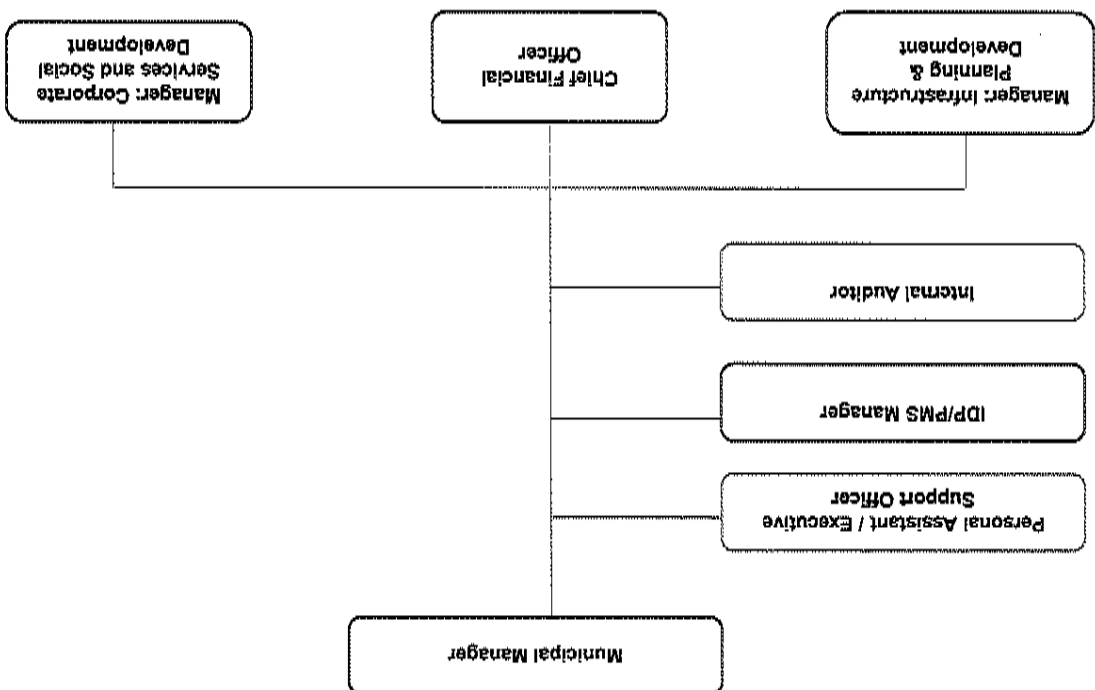 Municipal Manager
Personal Assistant / Executive
Support Officer
IDP/PMS Manager
Internal Auditor
Manager: Infrastructure
Planning &
Development
Chief Financial
Officer
Manager: Corporate
Services and Social
Development